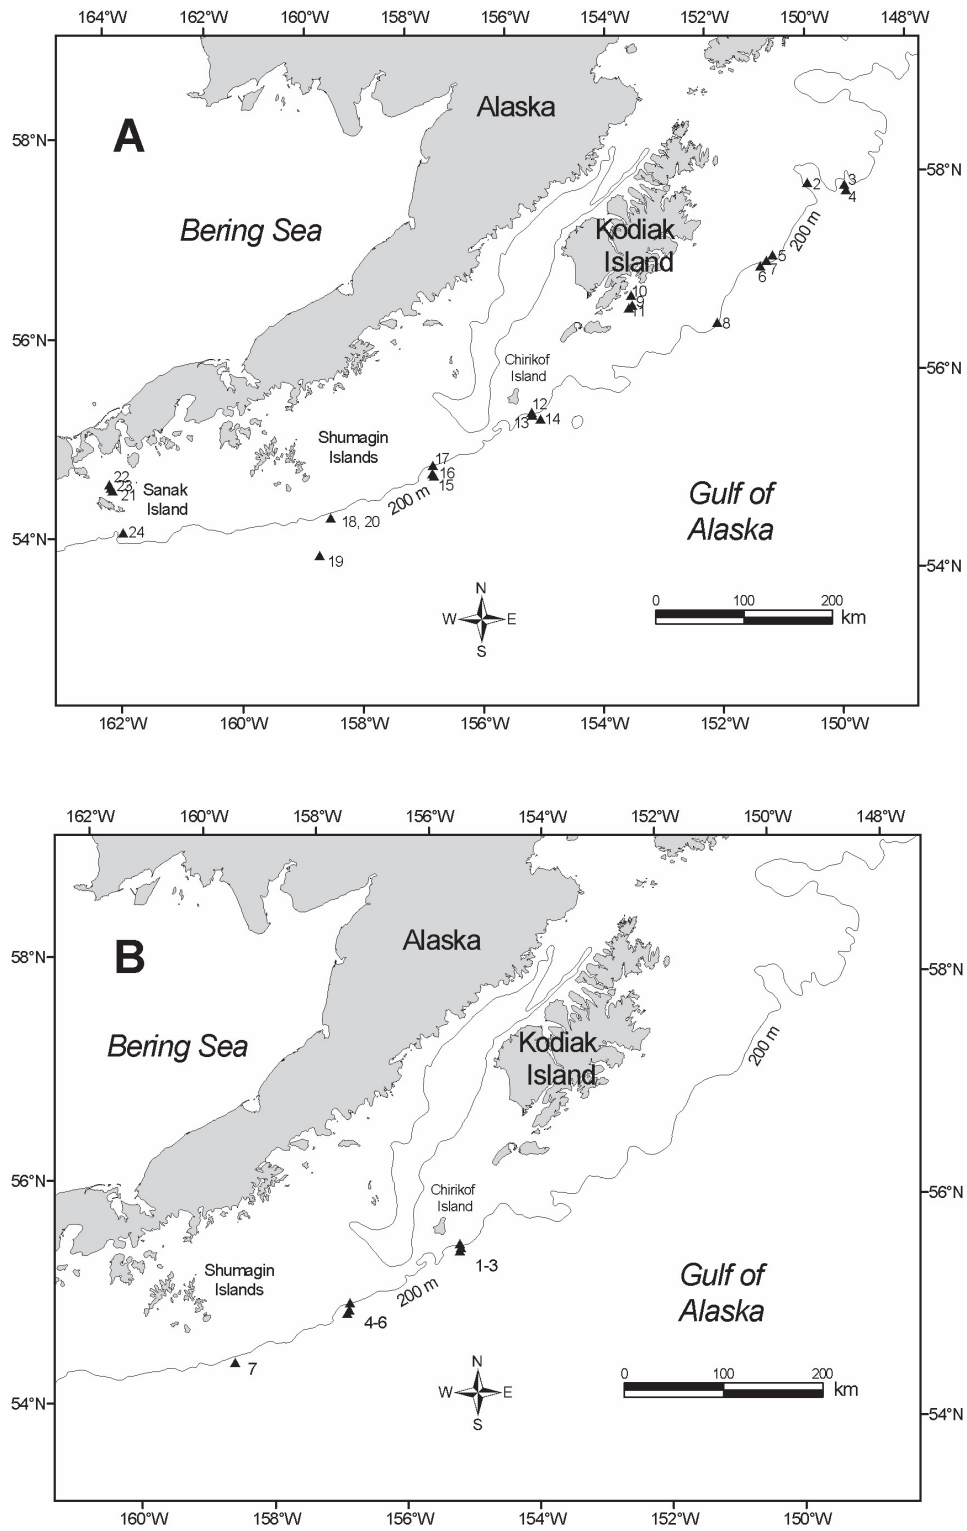 164°W 162°W 160°W 158°W 156°W 154°W 152°W 150°W 148°W
A
Alaska
58°N
58°N
2
3
4
Bering Sea
Kodiak
Island
200 m
5
7
6
10
9
11
8
56°N
56°N
Chirikof
Island
12
13
14
Shumagin
Islands
17
16
15
22
23
21
Sanak
Island
200 m
Gulf of
Alaska
18, 20
24
54°N
19
54°N
N
W E
S
0 100 200
km
162°W 160°W 158°W 156°W 154°W 152°W 150°W
162°W 160°W 158°W 156°W 154°W 152°W 150°W 148°W
B
Alaska
58°N
58°N
Bering Sea
Kodiak
Island
200 m
56°N
56°N
Chirikof
Island
1-3
Shumagin
Islands
200 m
Gulf of
Alaska
4-6
7
N
W E
S
0 100 200
km
54°N
54°N
160°W 158°W 156°W 154°W 152°W 150°W